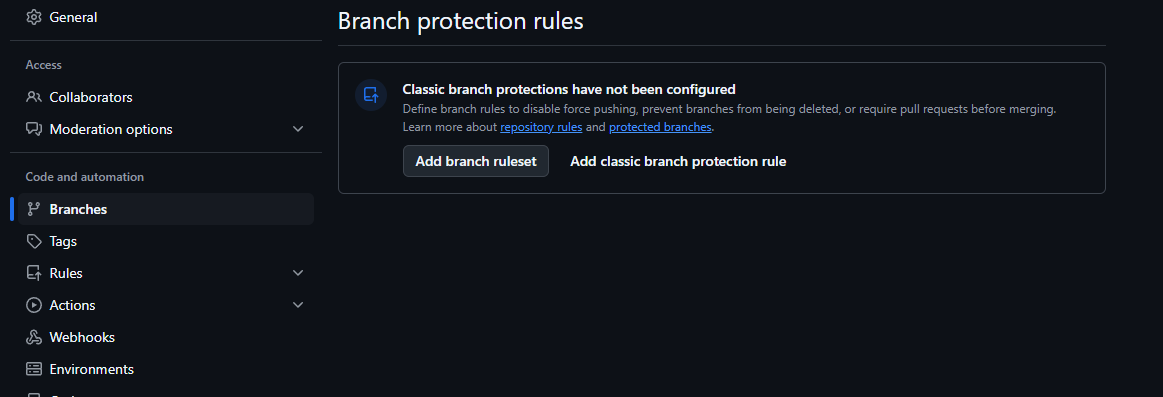 General
Access
Collaborators
Moderation options
Code and automation
Branches
Tags
Rules
Actions
Webhooks
Environments
Branch protection rules
Classic branch protections have not been configured
Define branch rules to disable force pushing, prevent branches from being deleted, or require pull requests before merging.
Learn more about repository rules and protected branches.
Add branch ruleset Add classic branch protection rule